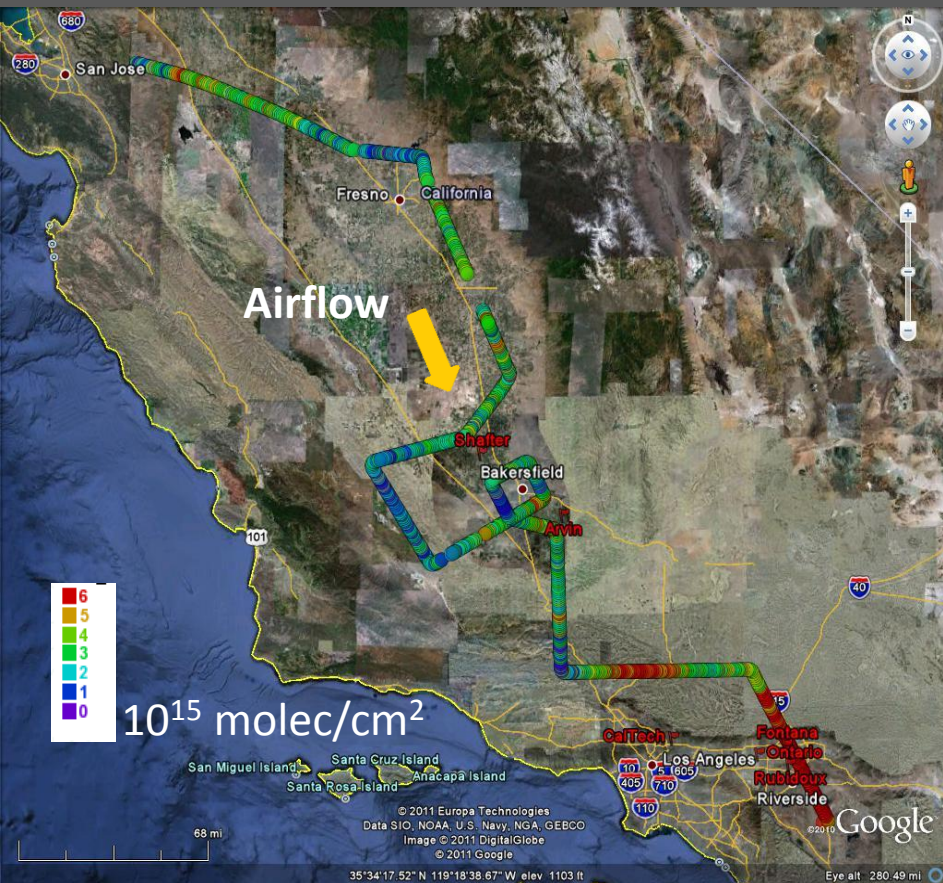 680
N
280
San Jose
Fresno
California
Airflow
Shafter
Bakersfield
Arvin
101
40
6
5
4
3
2
1
0
10¹⁵ molec/cm²
15
Fontana
CalTech
Ontario
Los Angeles
10
5
605
405
710
Rubidoux
Riverside
110
San Miguel Island
Santa Cruz Island
Anacapa Island
Santa Rosa Island
© 2011 Europa Technologies
Data SIO, NOAA, U.S. Navy, NGA, GEBCO
Image © 2011 DigitalGlobe
© 2011 Google
©2010 Google
68 mi
35°34'17.52" N 119°18'38.67" W elev 1103 ft
Eye alt 280.49 mi